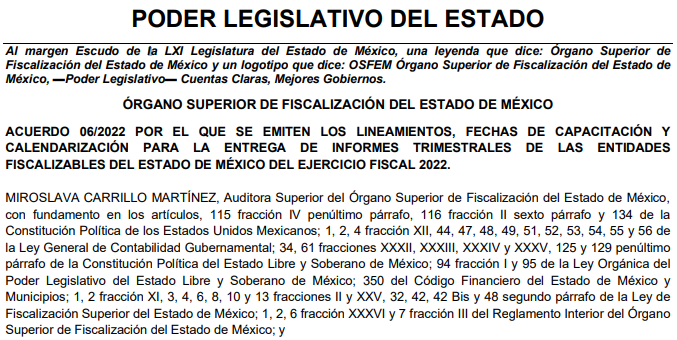 PODER LEGISLATIVO DEL ESTADO
Al margen Escudo de la LXI Legislatura del Estado de México, una leyenda que dice: Órgano Superior de
Fiscalización del Estado de México y un logotipo que dice: OSFEM Órgano Superior de Fiscalización del Estado de
México, —Poder Legislativo— Cuentas Claras, Mejores Gobiernos.
ÓRGANO SUPERIOR DE FISCALIZACIÓN DEL ESTADO DE MÉXICO
ACUERDO 06/2022 POR EL QUE SE EMITEN LOS LINEAMIENTOS, FECHAS DE CAPACITACIÓN Y
CALENDARIZACIÓN PARA LA ENTREGA DE INFORMES TRIMESTRALES DE LAS ENTIDADES
FISCALIZABLES DEL ESTADO DE MÉXICO DEL EJERCICIO FISCAL 2022.
MIROSLAVA CARRILLO MARTÍNEZ, Auditora Superior del Órgano Superior de Fiscalización del Estado de México,
con fundamento en los artículos, 115 fracción IV penúltimo párrafo, 116 fracción II sexto párrafo y 134 de la
Constitución Política de los Estados Unidos Mexicanos; 1, 2, 4 fracción XII, 44, 47, 48, 49, 51, 52, 53, 54, 55 y 56 de
la Ley General de Contabilidad Gubernamental; 34, 61 fracciones XXXII, XXXIII, XXXIV y XXXV, 125 y 129 penúltimo
párrafo de la Constitución Política del Estado Libre y Soberano de México; 94 fracción I y 95 de la Ley Orgánica del
Poder Legislativo del Estado Libre y Soberano de México; 350 del Código Financiero del Estado de México y
Municipios; 1, 2 fracción XI, 3, 4, 6, 8, 10 y 13 fracciones II y XXV, 32, 42, 42 Bis y 48 segundo párrafo de la Ley de
Fiscalización Superior del Estado de México; 1, 2, 6 fracción XXXVI y 7 fracción III del Reglamento Interior del Órgano
Superior de Fiscalización del Estado de México; y